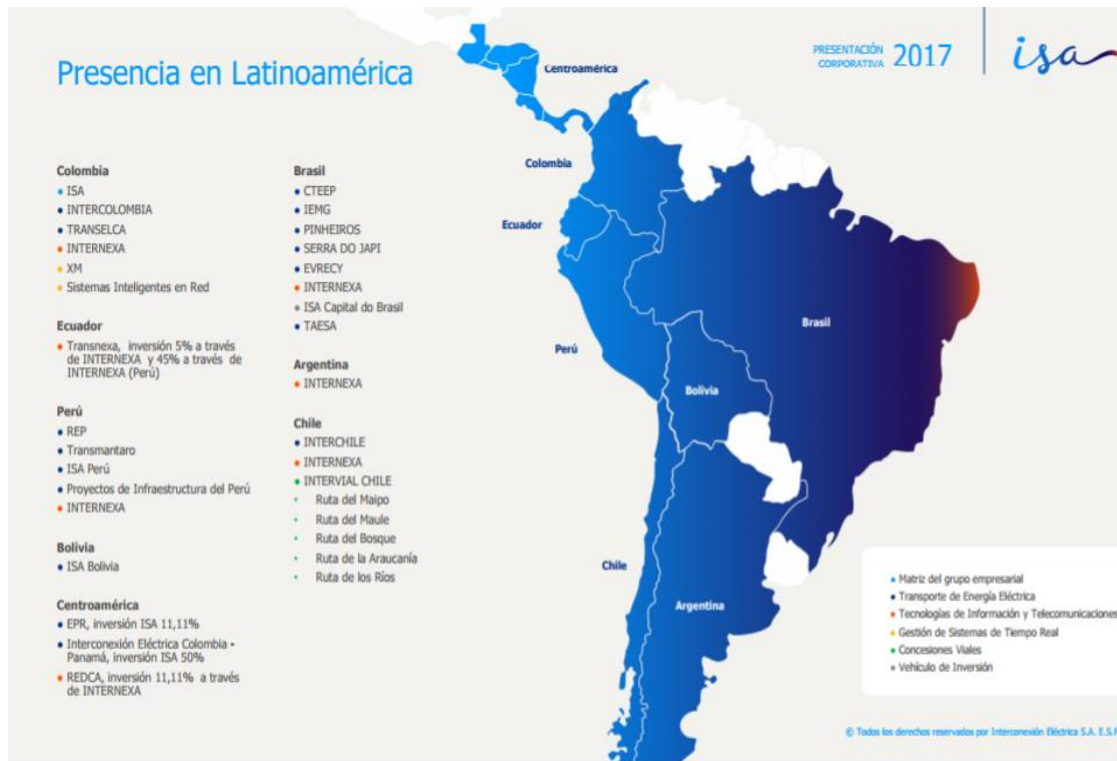 Presencia en Latinoamérica
PRESENTACIÓN
CORPORATIVA 2017
isa
Colombia
• ISA
• INTERCOLOMBIA
• TRANSELCA
• INTERNEXA
• XM
• Sistemas Inteligentes en Red
Ecuador
• Transnexa, inversión 5% a través
de INTERNEXA y 45% a través de
INTERNEXA (Perú)
Perú
• REP
• Transmantaro
• ISA Perú
• Proyectos de Infraestructura del Perú
• INTERNEXA
Bolivia
• ISA Bolivia
Centroamérica
• EPR, inversión ISA 11,11%
• Interconexión Eléctrica Colombia -
Panamá, inversión ISA 50%
• REDCA, inversión 11,11% a través
de INTERNEXA
Brasil
• CTEEP
• IEMG
• PINHEIROS
• SERRA DO JAPI
• EVRECY
• INTERNEXA
• ISA Capital do Brasil
• TAESA
Argentina
• INTERNEXA
Chile
• INTERCHILE
• INTERNEXA
• INTERVIAL CHILE
• Ruta del Maipo
• Ruta del Maule
• Ruta del Bosque
• Ruta de la Araucanía
• Ruta de los Ríos
Centroamérica
Colombia
Ecuador
Perú
Brasil
Bolivia
Chile
Argentina
• Matriz del grupo empresarial
• Transporte de Energía Eléctrica
• Tecnologías de Información y Telecomunicaciones
• Gestión de Sistemas de Tiempo Real
• Concesiones Viales
• Vehículo de Inversión
© Todos los derechos reservados por Interconexión Eléctrica S.A. E.S.P